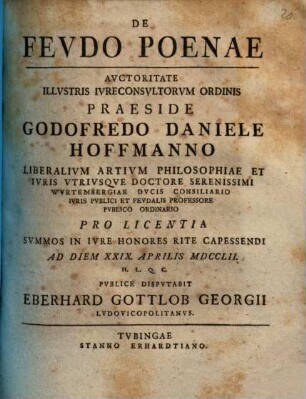 DE
FEVDO POENAE
AVCTORITATE
ILLVSTRIS IVRECONSVLTORVM ORDINIS
PRAESIDE
GODOFREDO DANIELE
HOFFMANNO
LIBERALIVM ARTIVM PHILOSOPHIAE ET
IVRIS VTRIVSQVE DOCTORE SERENISSIMI
WVRTEMBERGIAE DVCIS CONSILIARIO
IVRIS PVBLICI ET FEVDALIS PROFESSORE
PVBLICO ORDINARIO
PRO LICENTIA
SVMMOS IN IVRE HONORES RITE CAPESSENDI
AD DIEM XXIX. APRILIS MDCCLII.
H. L. Q. C.
PVBLICE DISPVTABIT
EBERHARD GOTTLOB GEORGII
LVDOVICOPOLITANVS.
TVBINGAE
STANNO ERHARDTIANO.